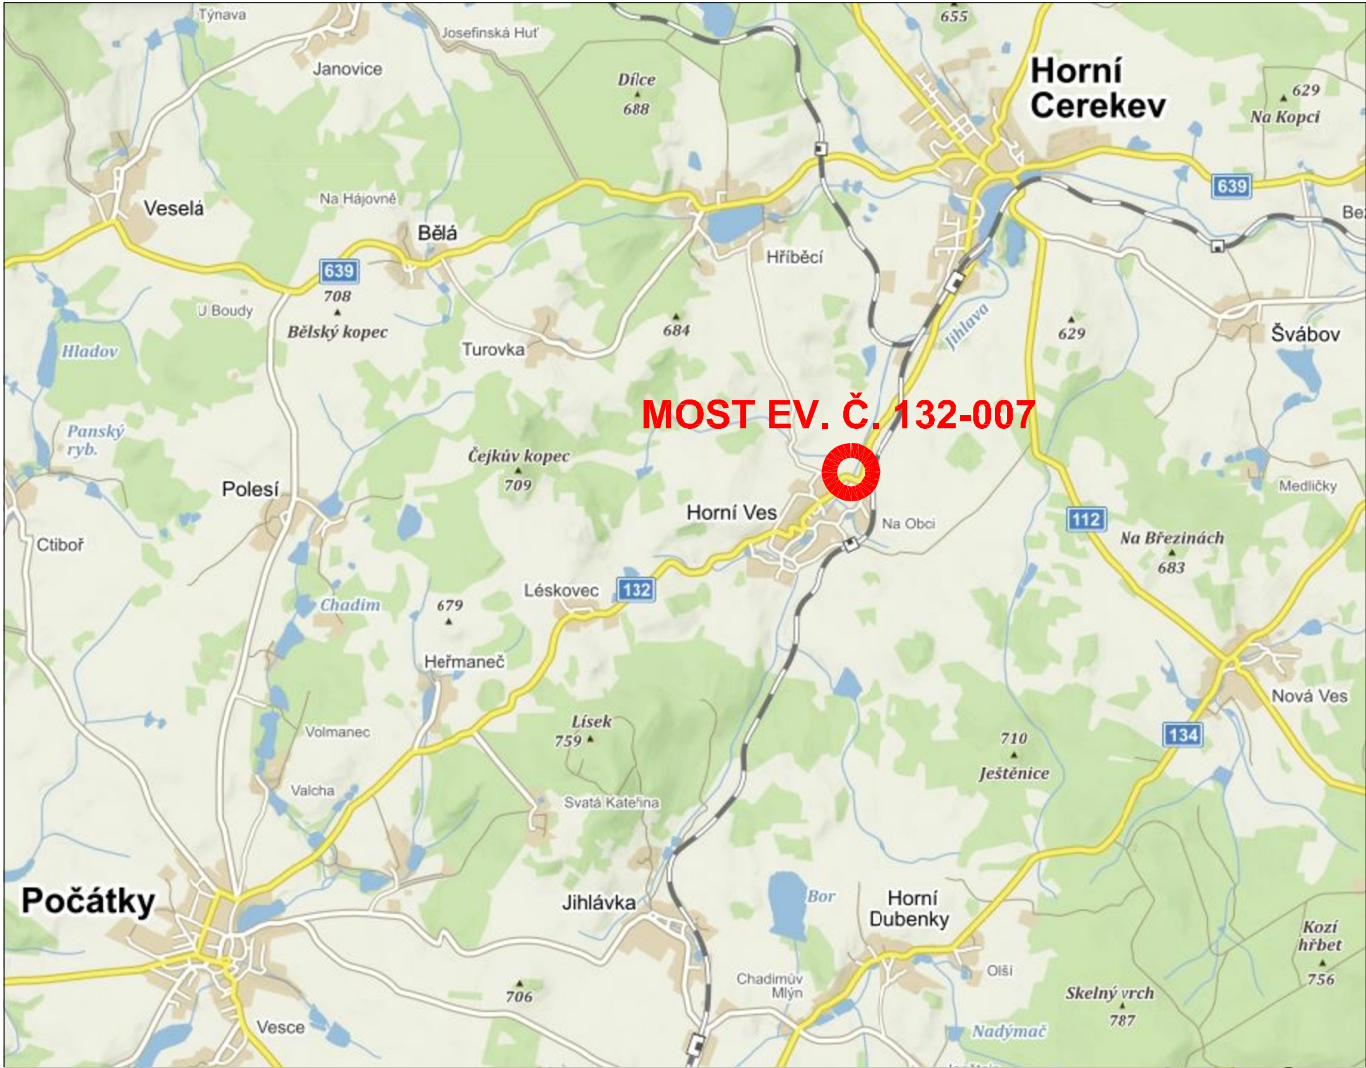 Týnava
655
Josefinská Huť
Horní
Cerekev
Janovice
Dílce
688
629
Na Kopci
639
Na Hájovně
Veselá
Bělá
Hříběcí
639
708
Bělský kopec
U Boudy
684
Turovka
Jihlava
629
Švábov
Hladov
MOST EV. Č. 132-007
Panský
ryb.
Čejkův kopec
709
Polesí
Medličky
Horní Ves
Na Obci
112
Na Březinách
683
Ctiboř
Léskovec
132
Chadim
679
Heřmaneč
Nová Ves
Lísek
759
Volmanec
710
Ještěnice
134
Valcha
Svatá Kateřina
Počátky
Jihlávka
Bor
Horní
Dubenky
Kozí
hřbet
756
Olší
Chadimův
Mlýn
706
Skelný vrch
787
Vesce
Nadýmač